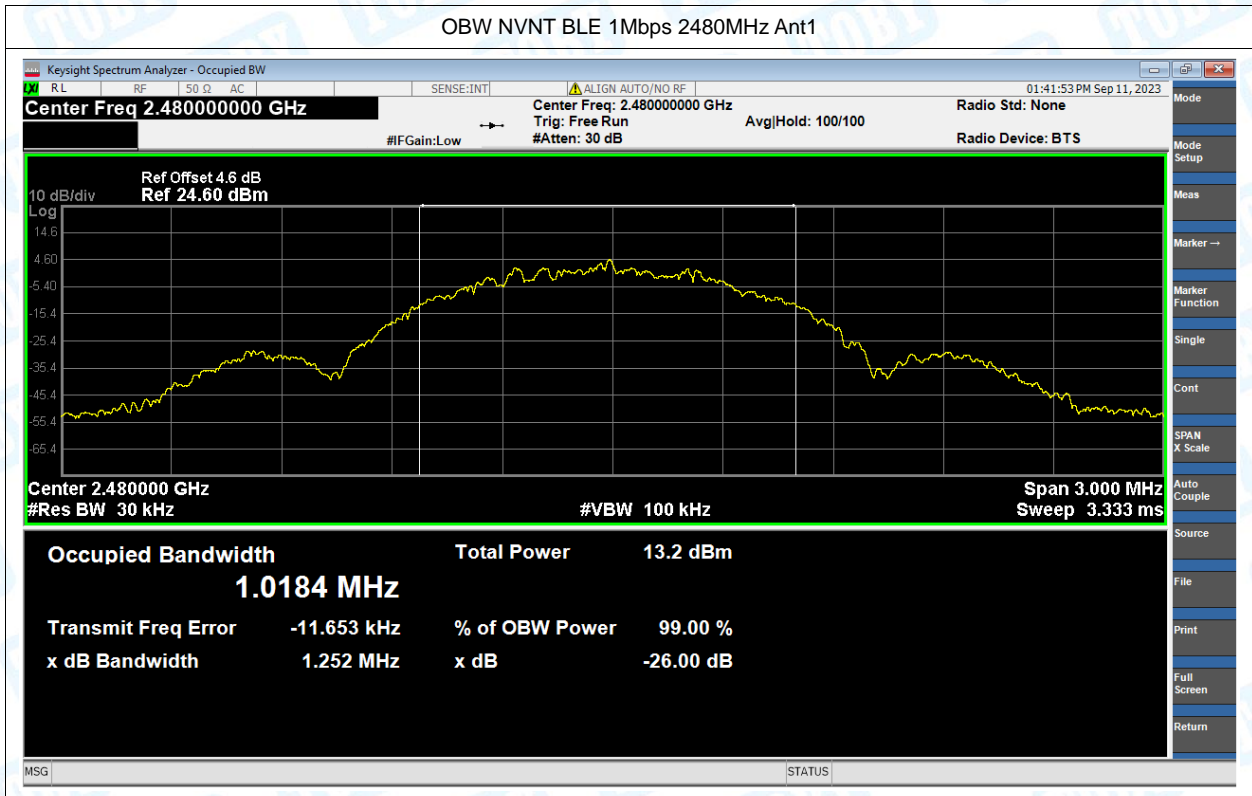 OBW NVNT BLE 1Mbps 2480MHz Ant1
Keysight Spectrum Analyzer - Occupied BW
LXI RL RF 50 Ω AC SENSE:INT ALIGN AUTO/NO RF 01:41:53 PM Sep 11, 2023
Center Freq 2.480000000 GHz
Center Freq: 2.480000000 GHz Radio Std: None
Trig: Free Run Avg|Hold: 100/100
#IFGain:Low #Atten: 30 dB Radio Device: BTS
Ref Offset 4.6 dB
10 dB/div Ref 24.60 dBm
Log
14.6
4.60
-5.40
-15.4
-25.4
-35.4
-45.4
-55.4
-65.4
Center 2.480000 GHz Span 3.000 MHz
#Res BW 30 kHz #VBW 100 kHz Sweep 3.333 ms
Occupied Bandwidth Total Power 13.2 dBm
1.0184 MHz
Transmit Freq Error -11.653 kHz % of OBW Power 99.00 %
x dB Bandwidth 1.252 MHz x dB -26.00 dB
MSG STATUS
Mode
Mode
Setup
Meas
Marker →
Marker
Function
Single
Cont
SPAN
X Scale
Auto
Couple
Source
File
Print
Full
Screen
Return
TOBY